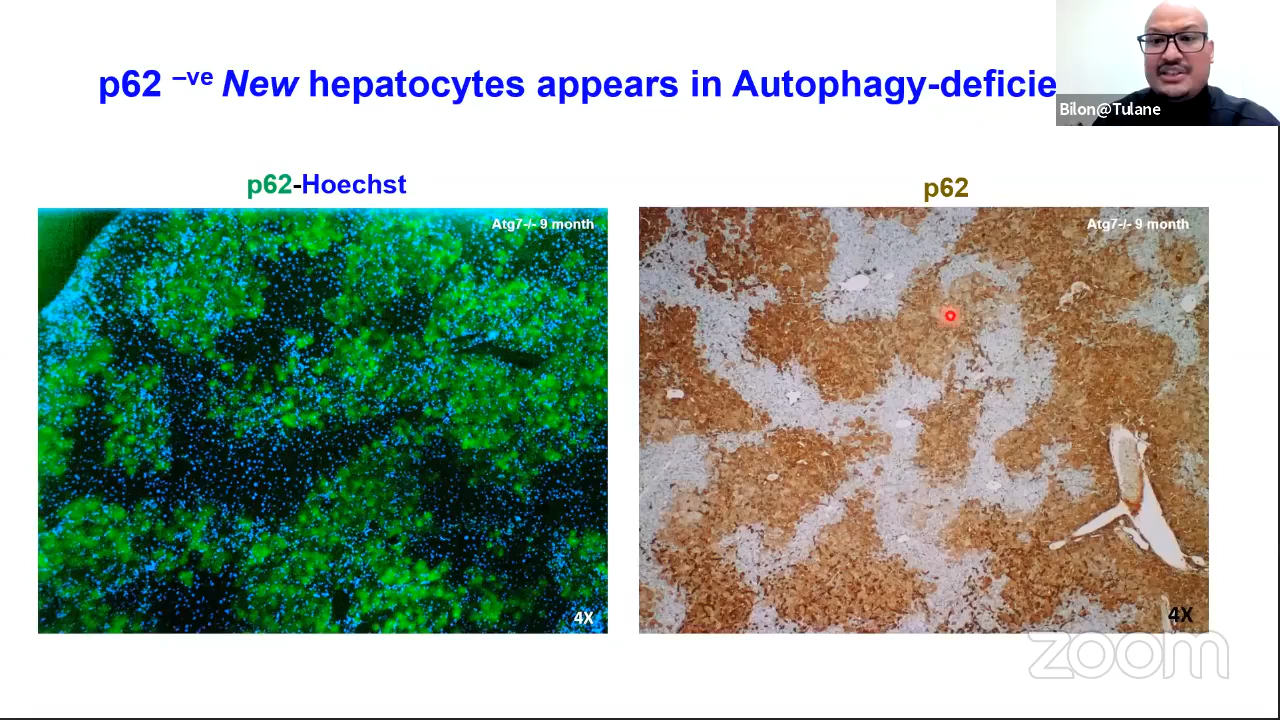 p62 –ve New hepatocytes appears in Autophagy-deficie
Bilon@Tulane
p62-Hoechst
p62
Atg7-/- 9 month
Atg7-/- 9 month
4X
4X
zoom